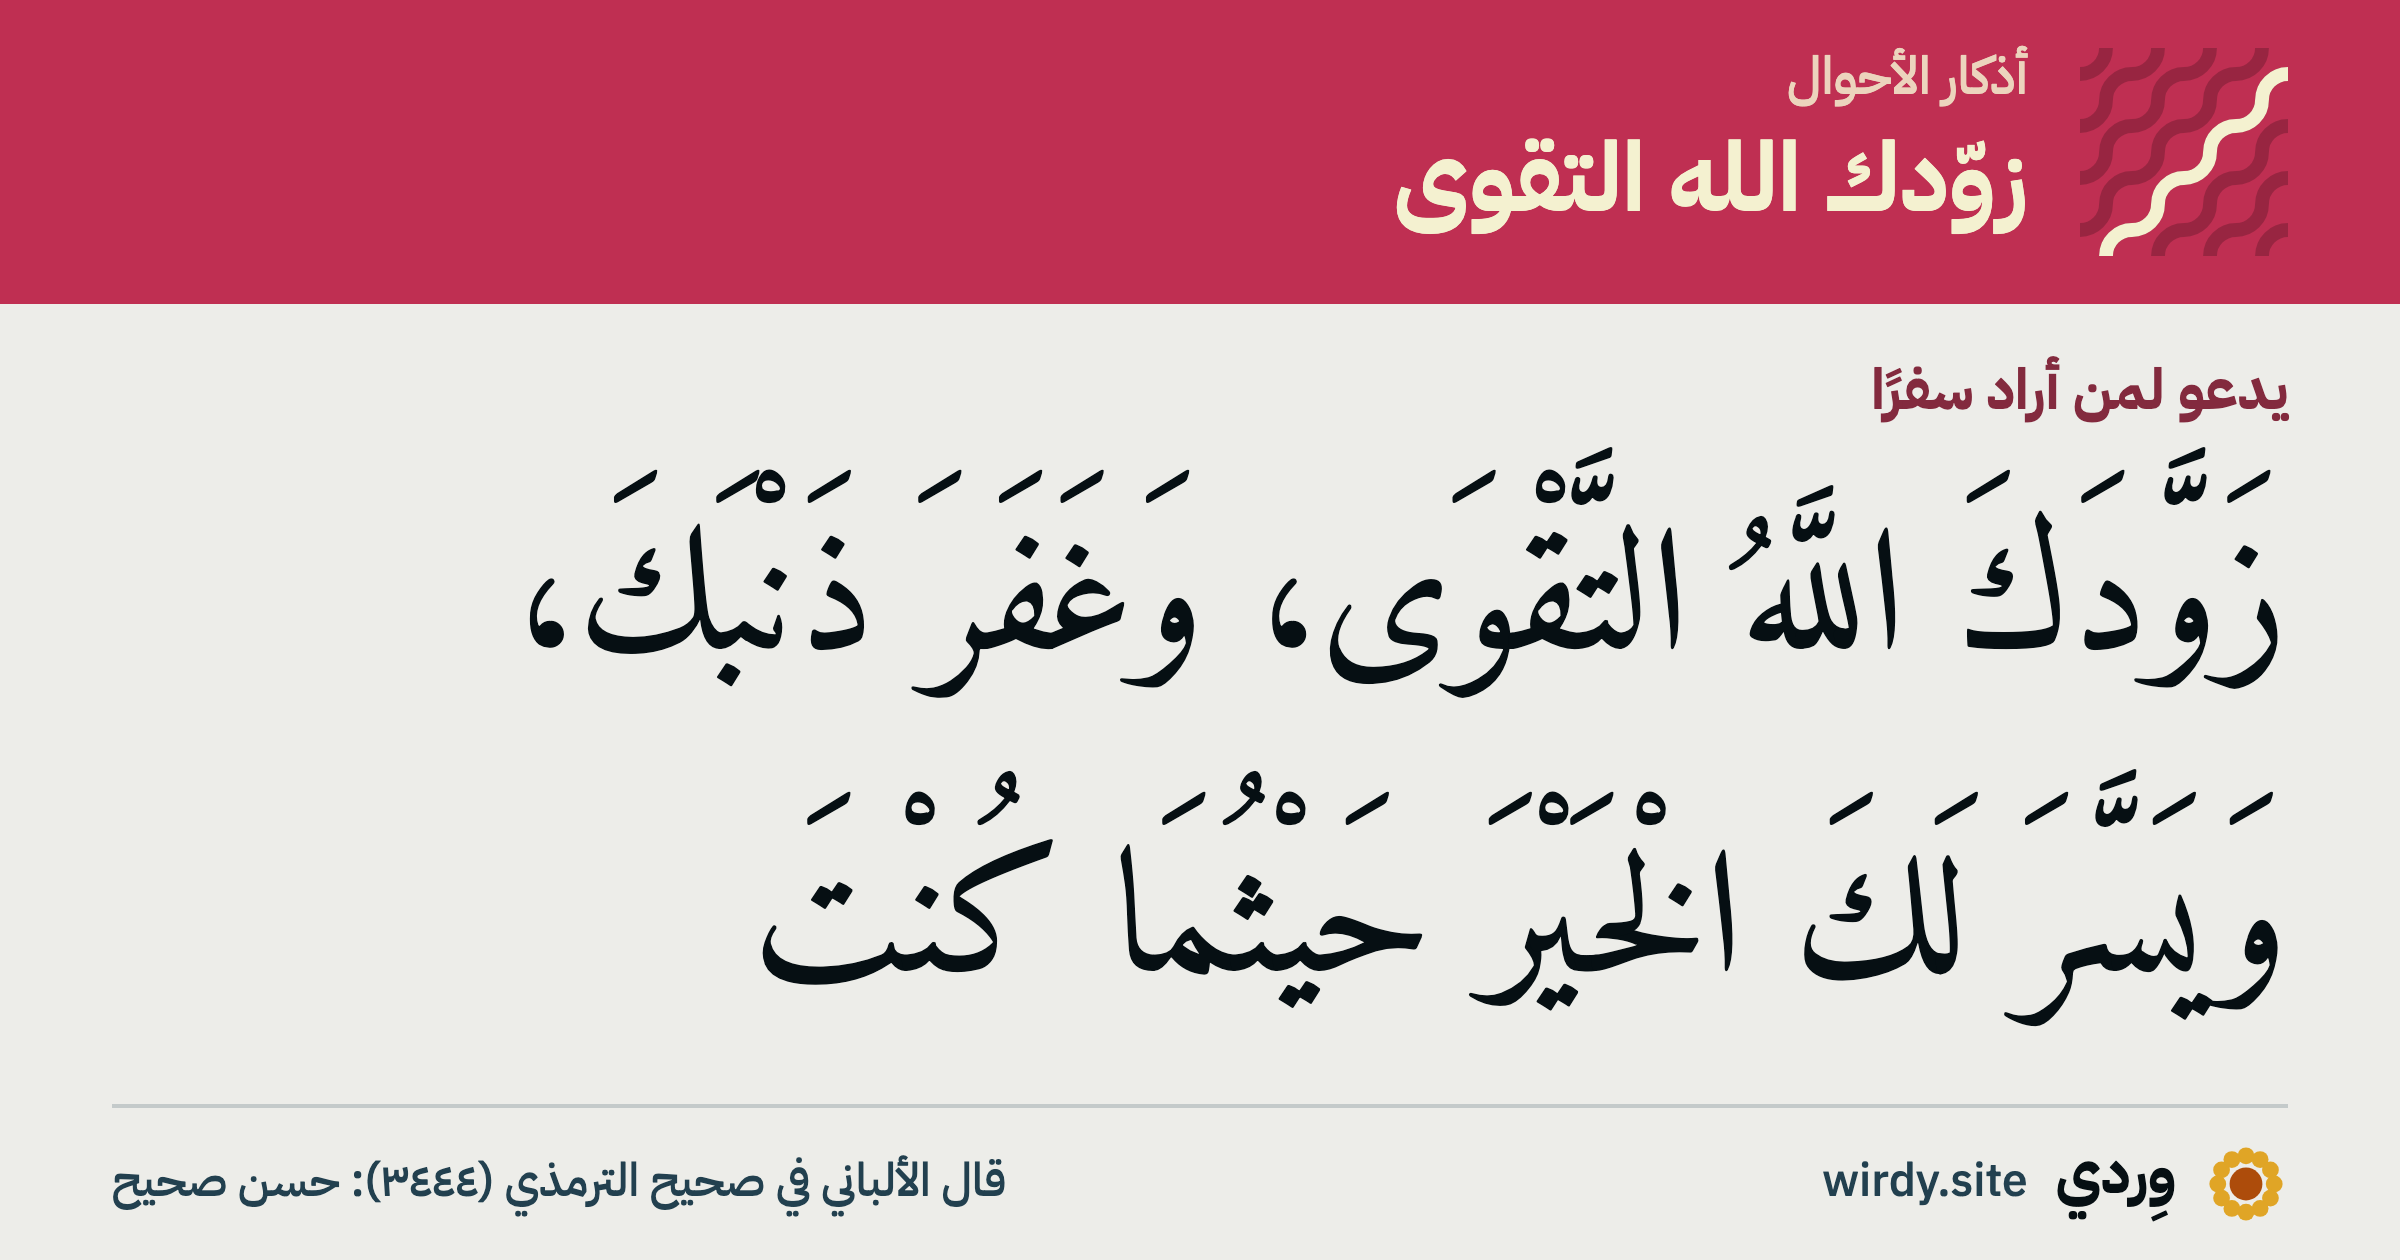 أذكار الأحوال
زوّدك الله التقوى
يدعو لمن أراد سفرًا
زَوَّدَكَ اللَّهُ التَّقْوَى، وَغَفَرَ ذَنْبَكَ،
وَيَسَّرَ لَكَ الْخَيْرَ حَيْثُمَا كُنْتَ
وِردي wirdy.site
قال الألباني في صحيح الترمذي (٣٤٤٤): حسن صحيح